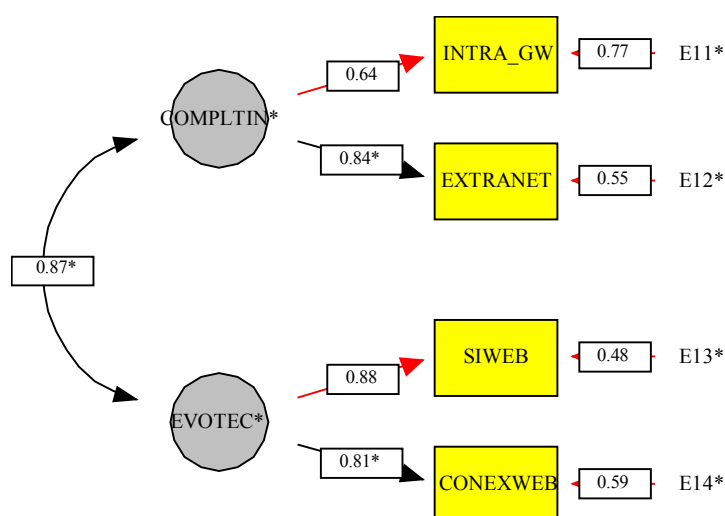 INTRA_GW
0.77
E11*
0.64
COMPLTIN*
0.84*
EXTRANET
0.55
E12*
0.87*
SIWEB
0.48
E13*
0.88
EVOTEC*
0.81*
CONEXWEB
0.59
E14*